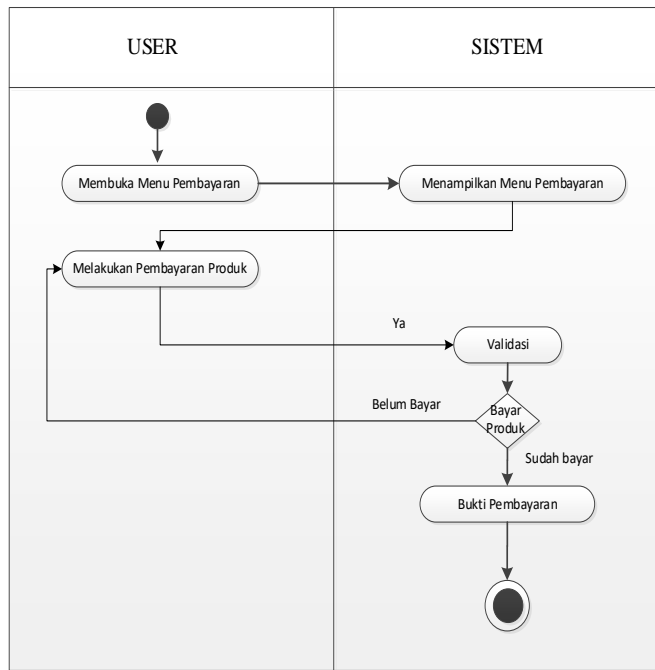 USER
SISTEM
Membuka Menu Pembayaran
Menampilkan Menu Pembayaran
Melakukan Pembayaran Produk
Ya
Validasi
Belum Bayar
Bayar
Produk
Sudah bayar
Bukti Pembayaran